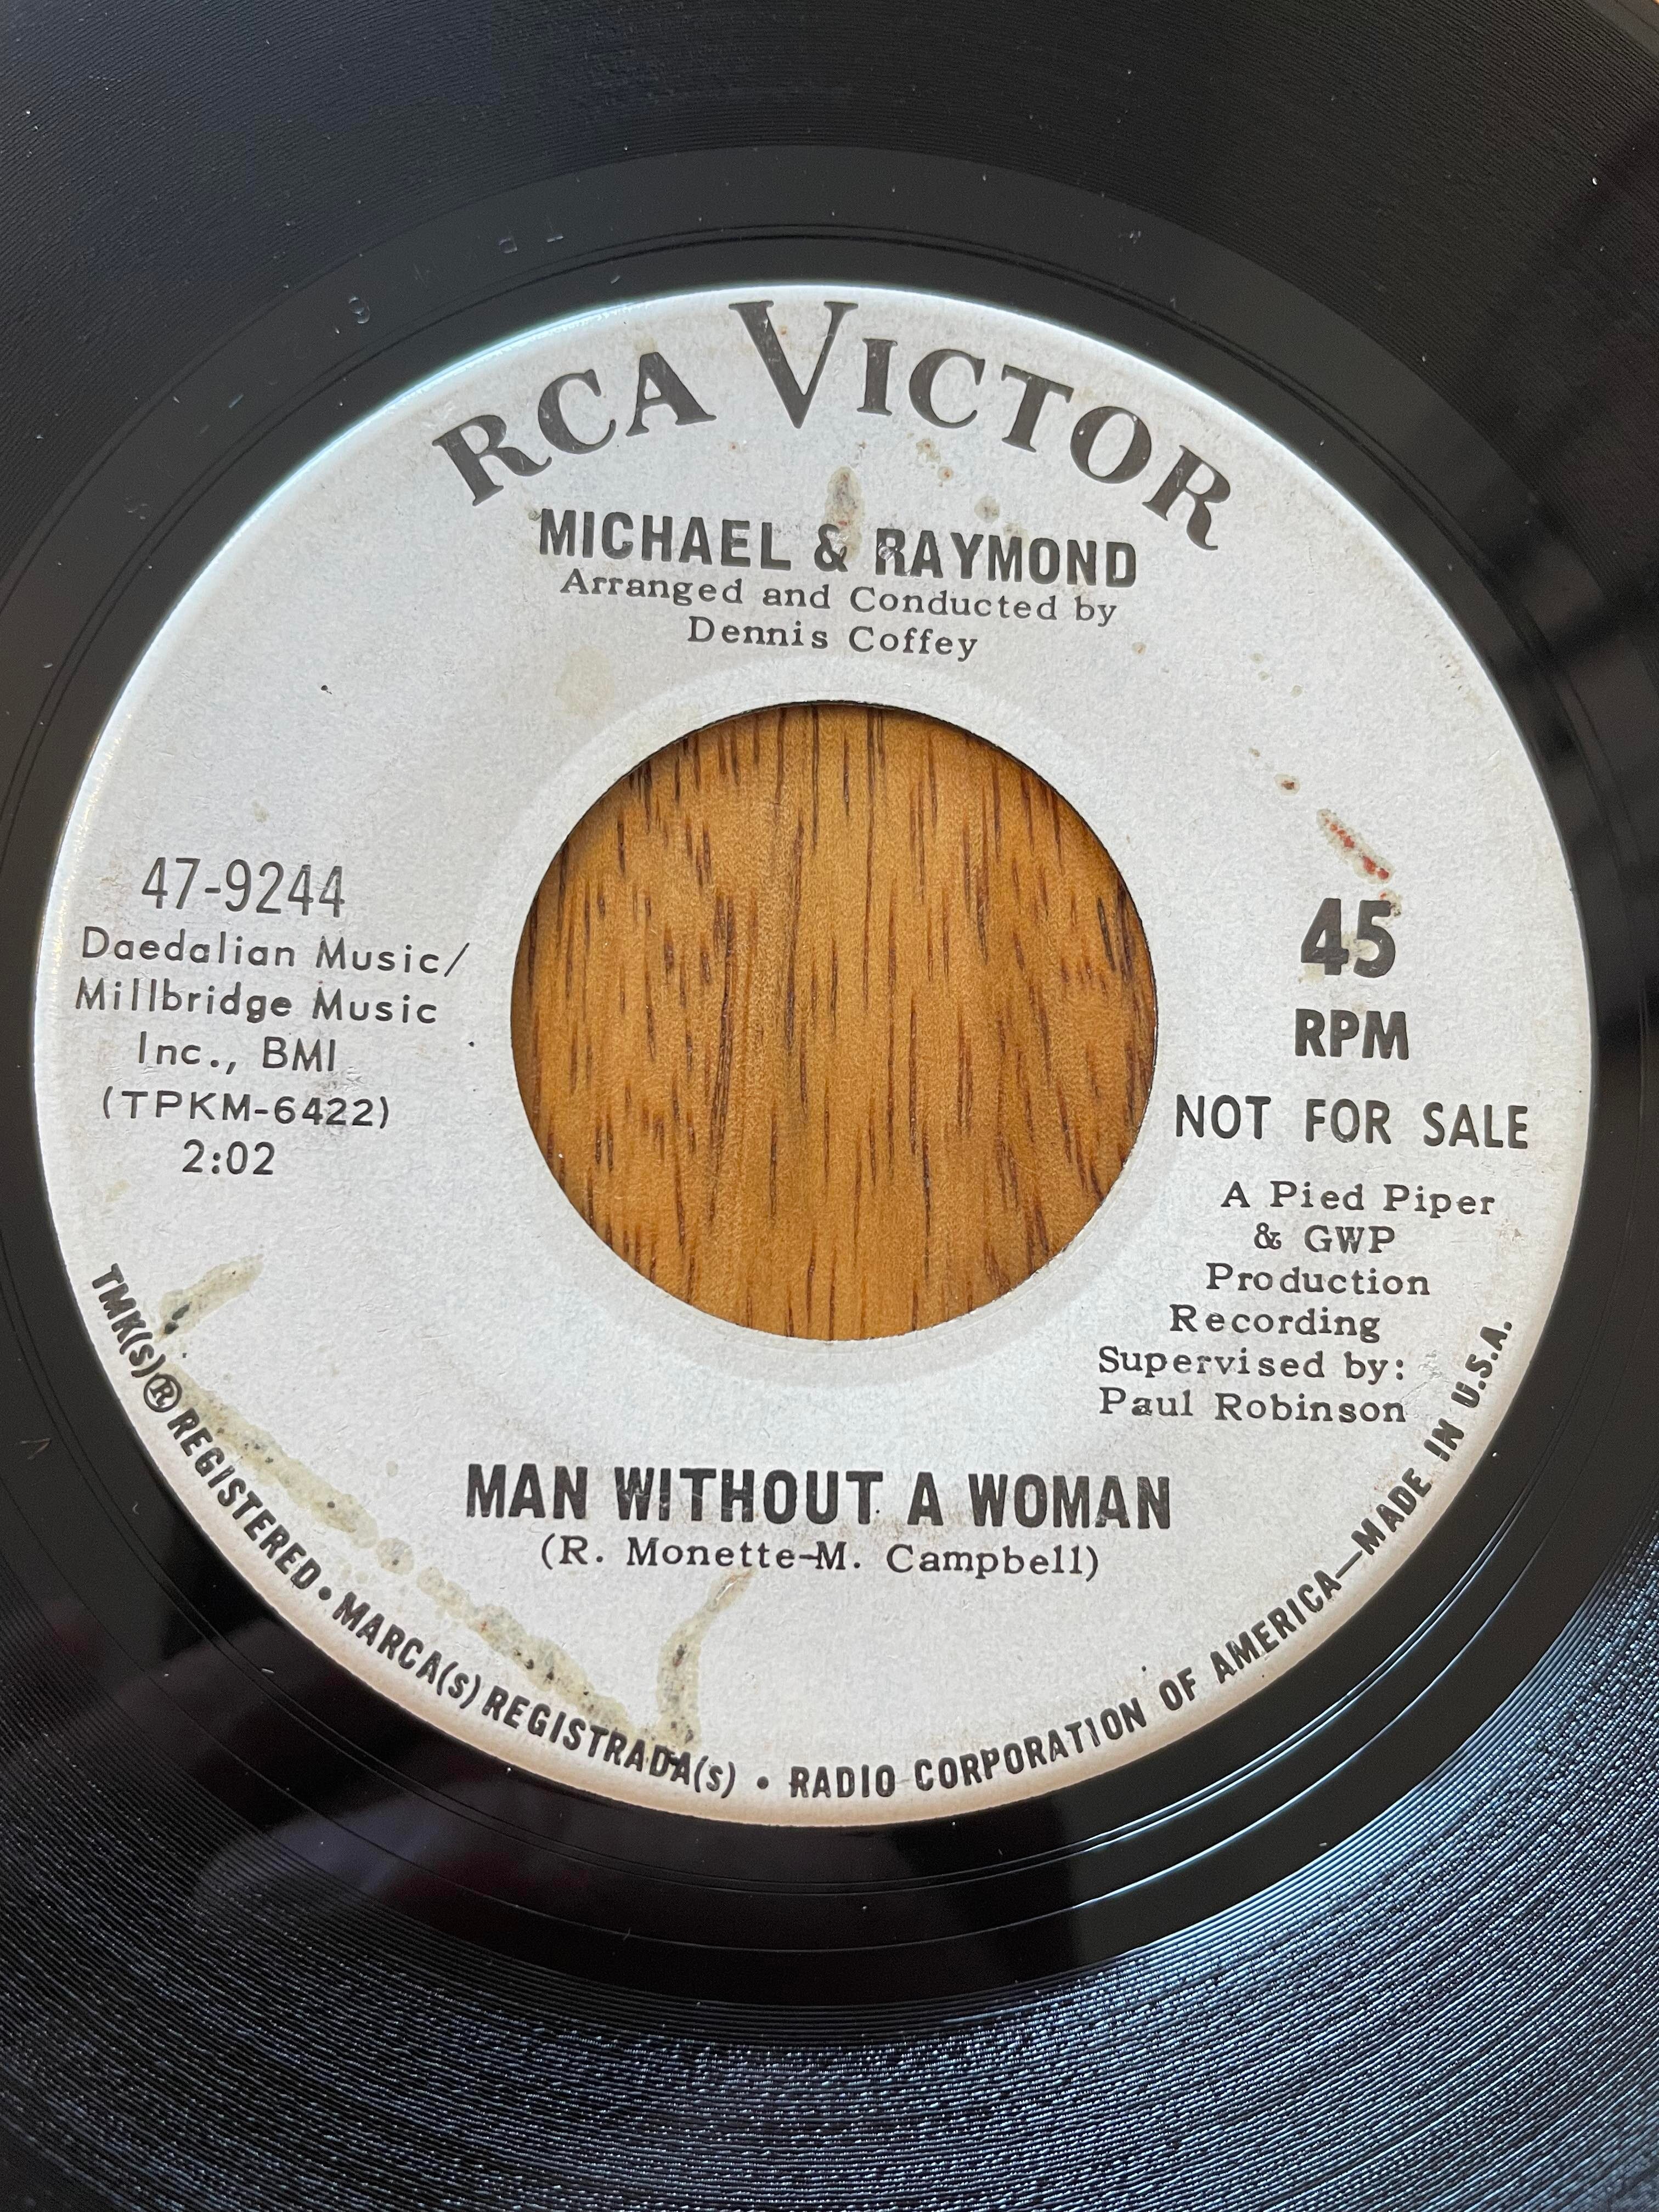 RCA VICTOR
MICHAEL & RAYMOND
Arranged and Conducted by
Dennis Coffey
47-9244
Daedalian Music/
Millbridge Music
Inc., BMI
(TPKM-6422)
2:02
45
RPM
NOT FOR SALE
A Pied Piper
& GWP
Production
Recording
Supervised by:
Paul Robinson
MAN WITHOUT A WOMAN
(R. Monette-M. Campbell)
TMK(s) ® REGISTERED • MARCA(s) REGISTRADA(s) • RADIO CORPORATION OF AMERICA—MADE IN U.S.A.